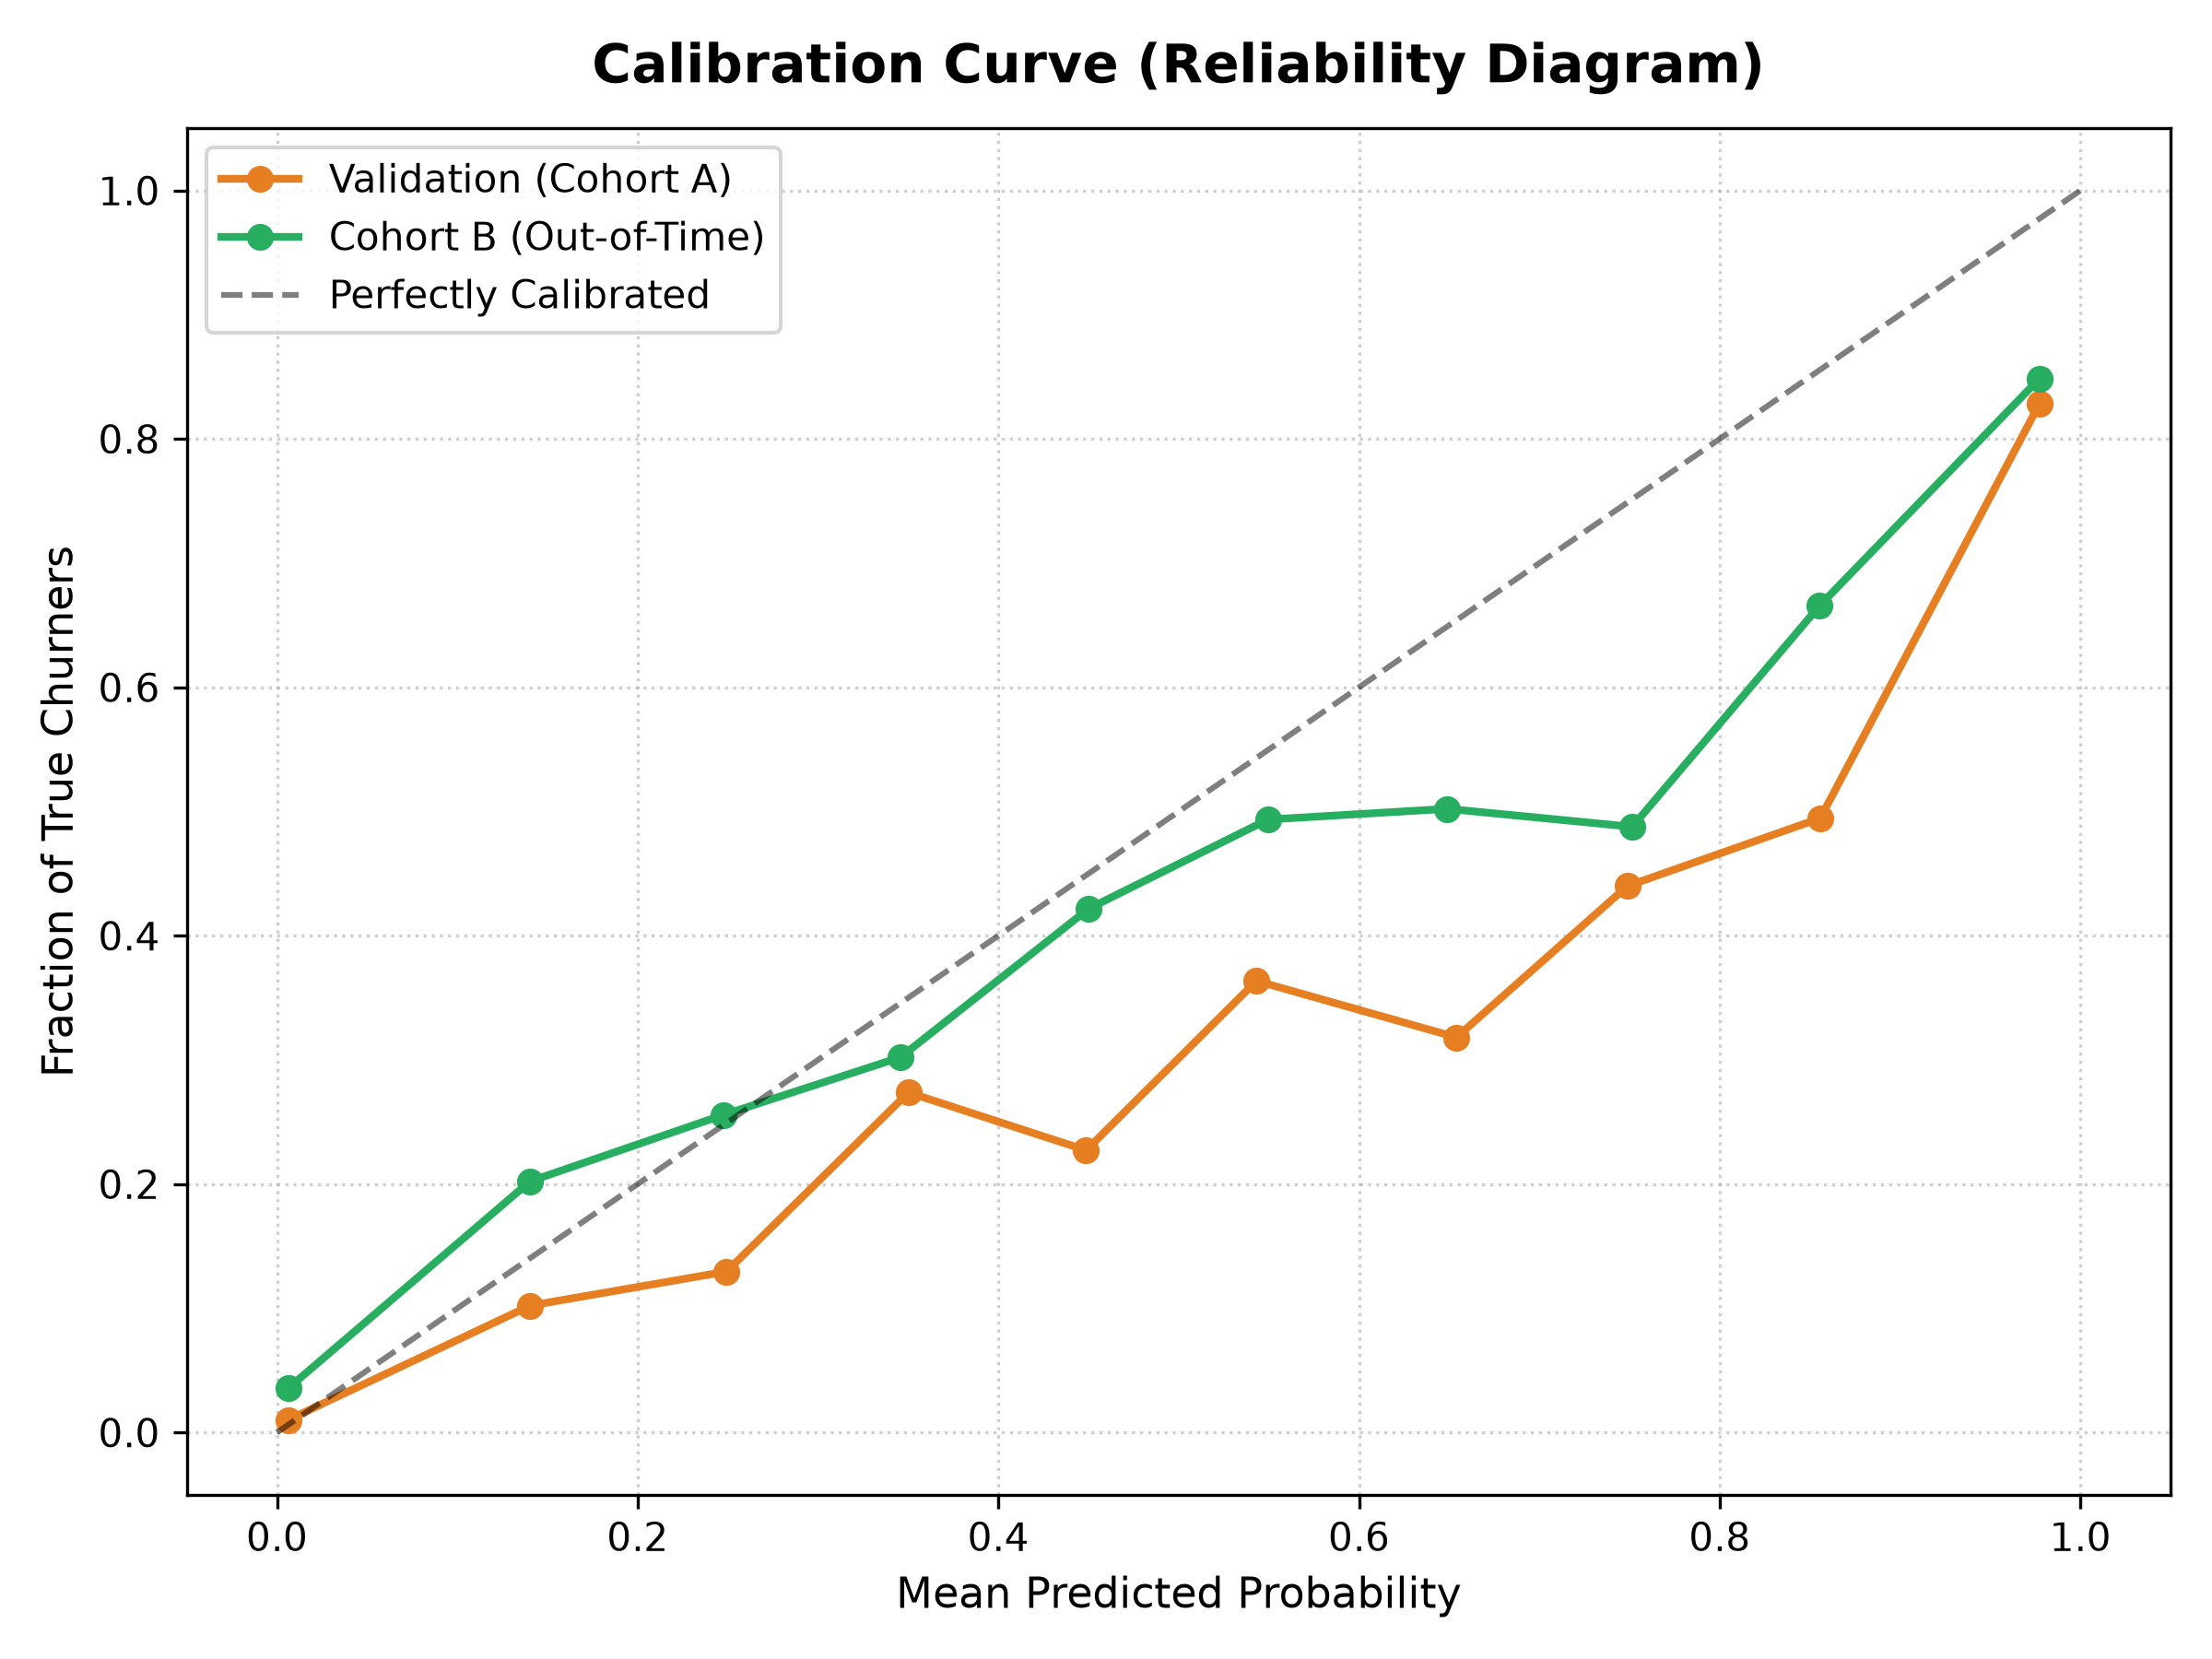 Calibration Curve (Reliability Diagram)
Validation (Cohort A)
Cohort B (Out-of-Time)
Perfectly Calibrated
Fraction of True Churners
1.0
0.8
0.6
0.4
0.2
0.0
0.0 0.2 0.4 0.6 0.8 1.0
Mean Predicted Probability